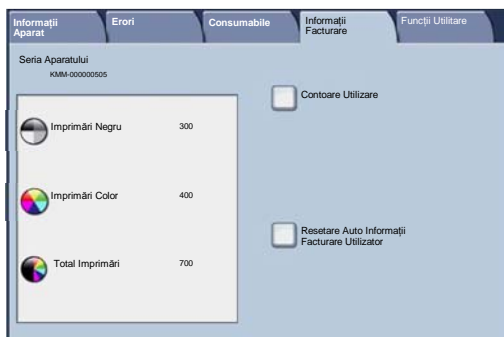 Informații
Aparat
Erori
Consumabile
Informații
Facturare
Funcții Utilitare
Seria Aparatului
KMM-000000505
Imprimări Negru 300
Imprimări Color 400
Total Imprimări 700
Contoare Utilizare
Resetare Auto Informații
Facturare Utilizator